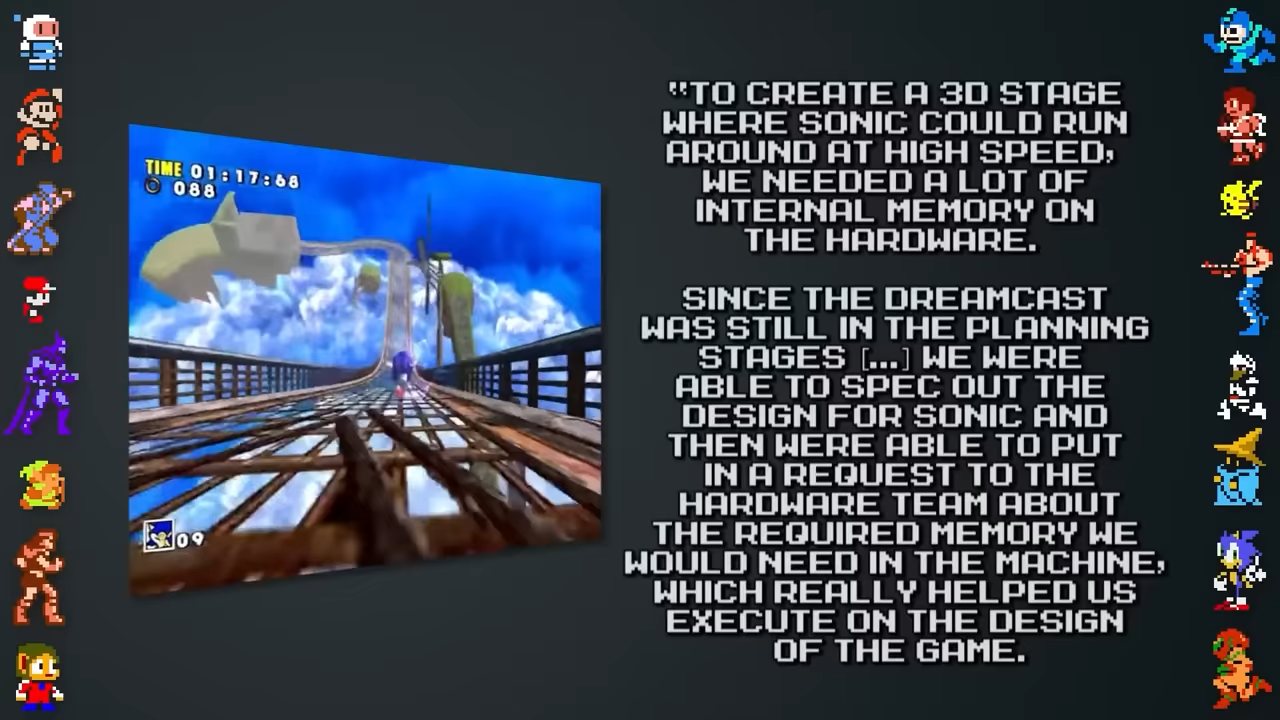 TIME 01:17:68
088
09
"TO CREATE A 3D STAGE
WHERE SONIC COULD RUN
AROUND AT HIGH SPEED,
WE NEEDED A LOT OF
INTERNAL MEMORY ON
THE HARDWARE.
SINCE THE DREAMCAST
WAS STILL IN THE PLANNING
STAGES [...] WE WERE
ABLE TO SPEC OUT THE
DESIGN FOR SONIC AND
THEN WERE ABLE TO PUT
IN A REQUEST TO THE
HARDWARE TEAM ABOUT
THE REQUIRED MEMORY WE
WOULD NEED IN THE MACHINE,
WHICH REALLY HELPED US
EXECUTE ON THE DESIGN
OF THE GAME.